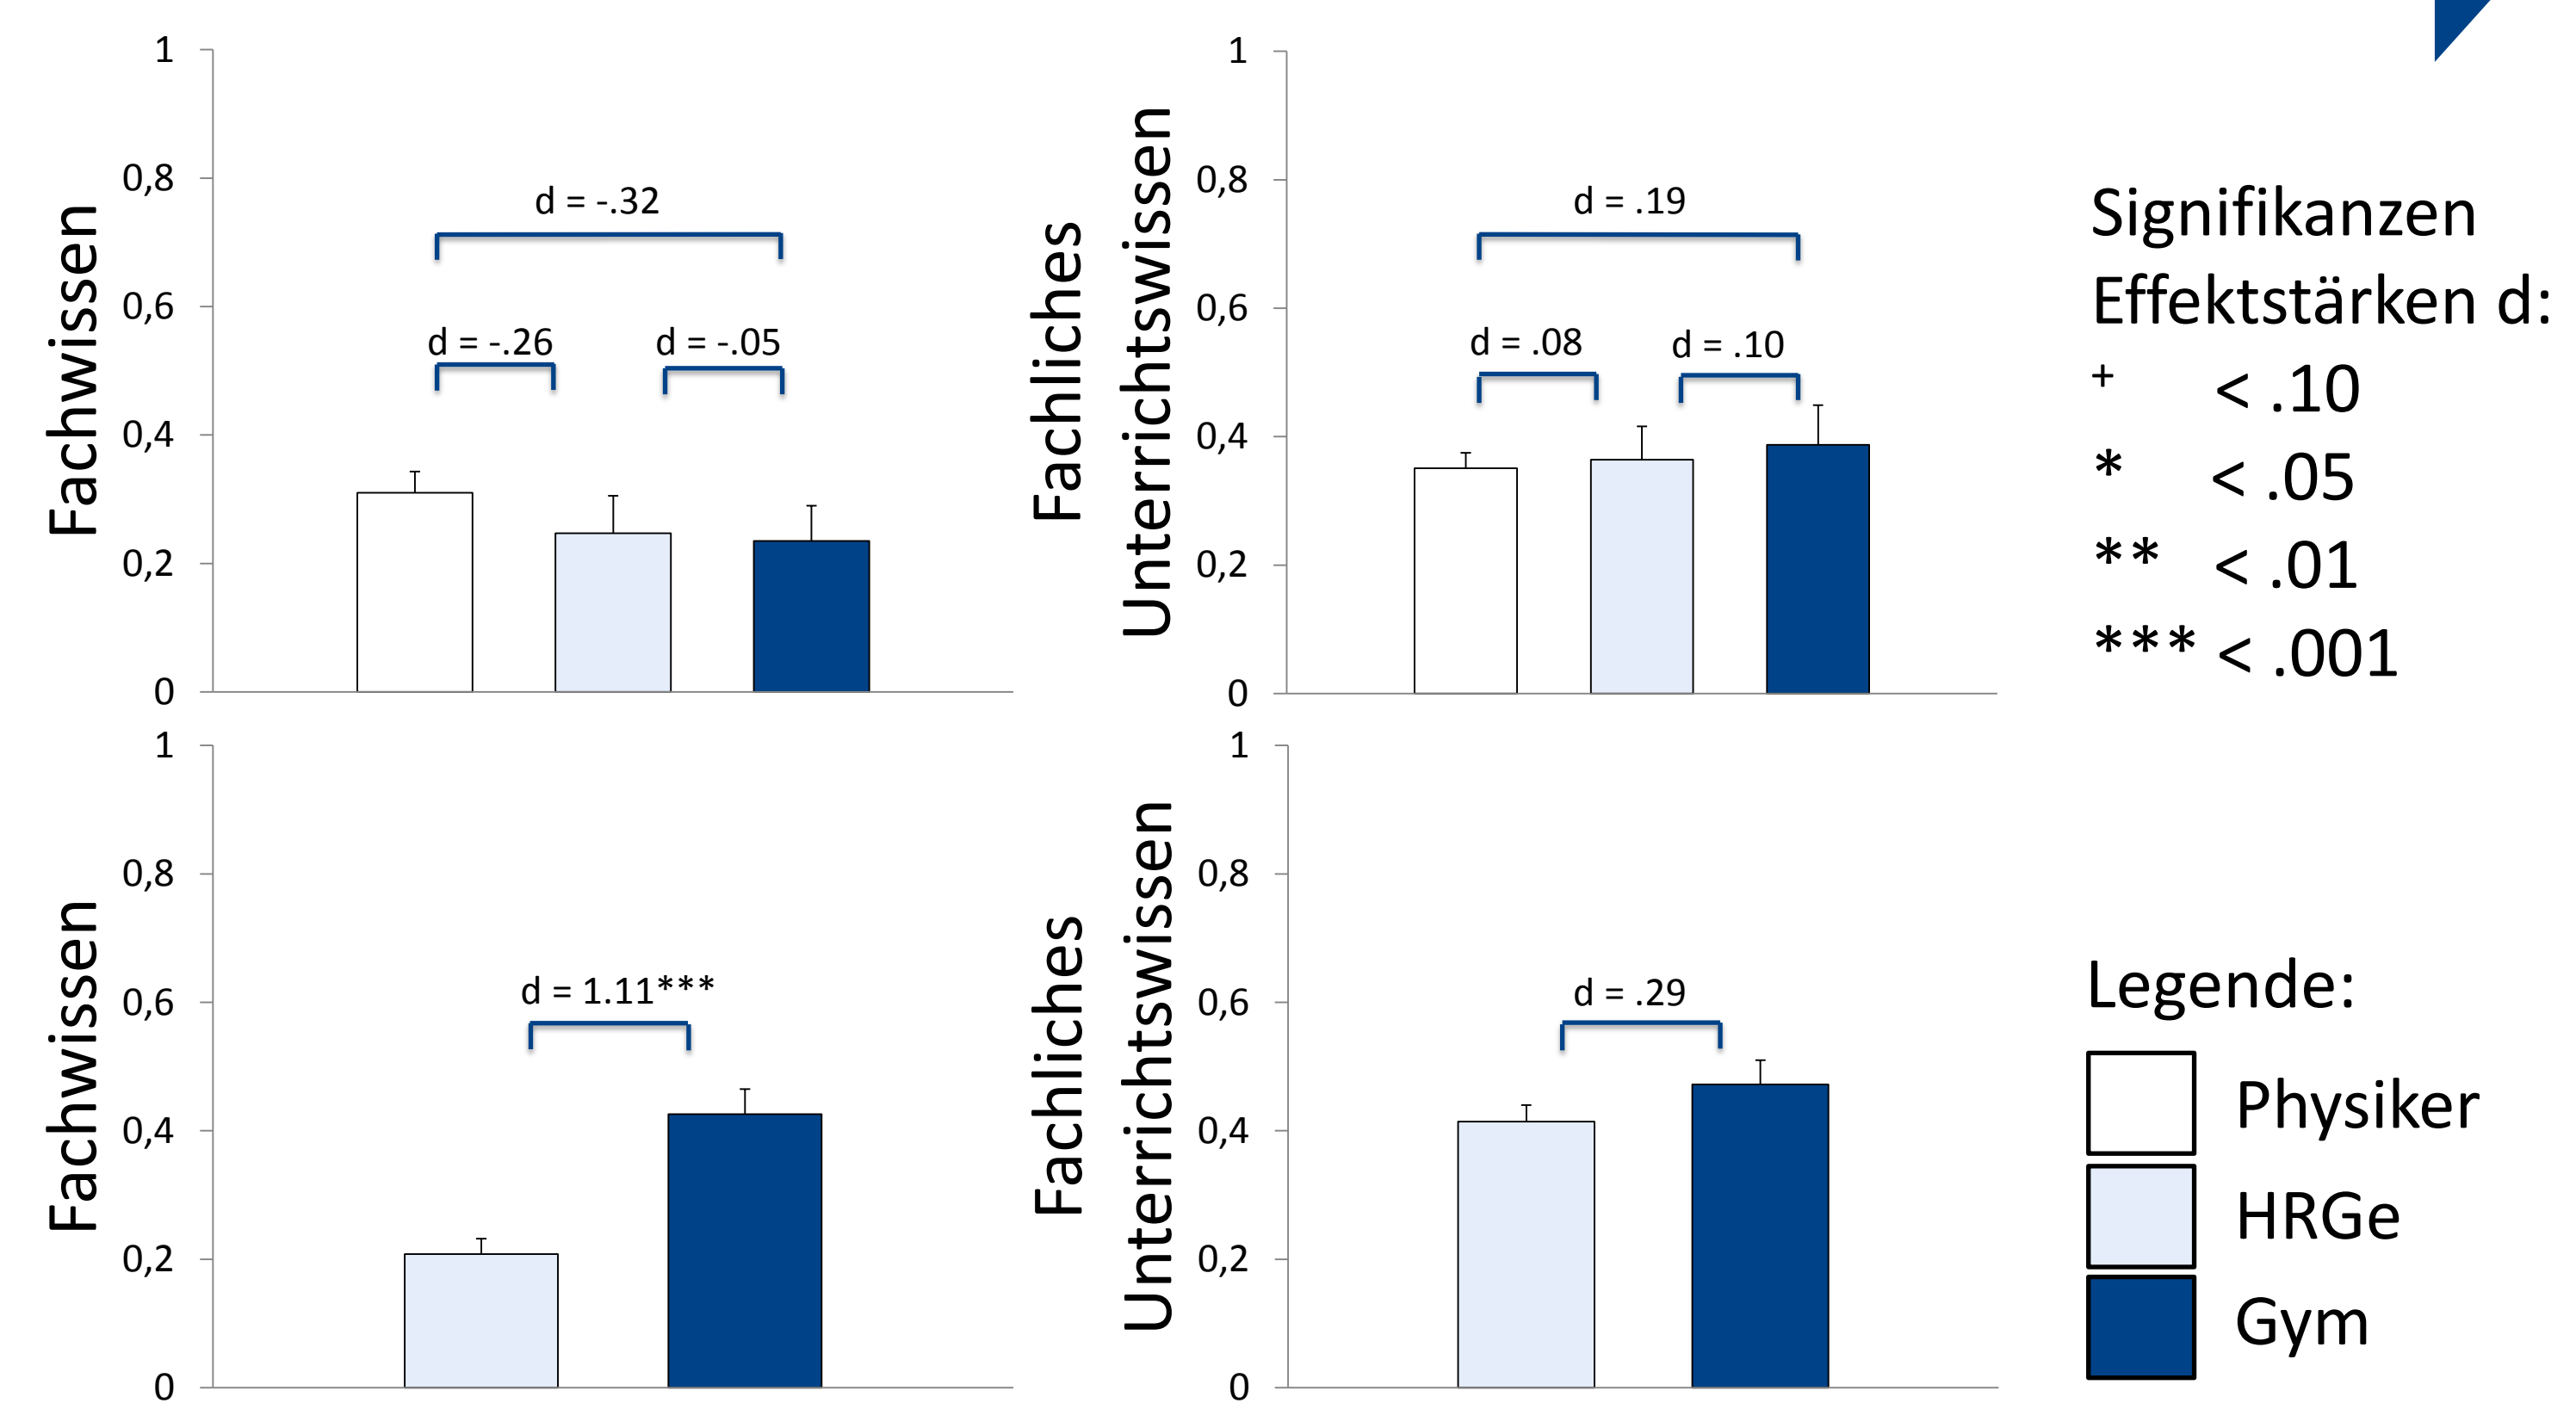 Fachwissen
1
0,8
0,6
0,4
0,2
0
d = -.32
d = -.26
d = -.05
Fachliches
Unterrichtswissen
1
0,8
0,6
0,4
0,2
0
d = .19
d = .08
d = .10
Signifikanzen
Effektstärken d:
+ < .10
* < .05
** < .01
*** < .001
Fachwissen
1
0,8
0,6
0,4
0,2
0
d = 1.11***
Fachliches
Unterrichtswissen
1
0,8
0,6
0,4
0,2
0
d = .29
Legende:
Physiker
HRGe
Gym